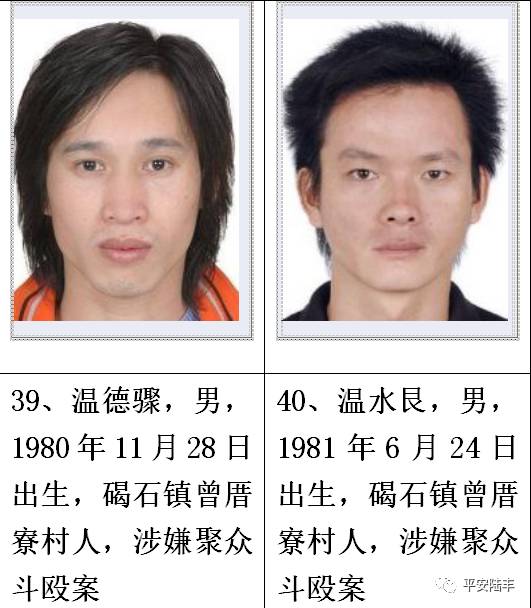 39、温德骤，男，
1980年11月28日
出生，碣石镇曾厝
寮村人，涉嫌聚众
斗殴案
40、温水艮，男，
1981年6月24日
出生，碣石镇曾厝
寮村人，涉嫌聚众
斗殴案
平安陆丰